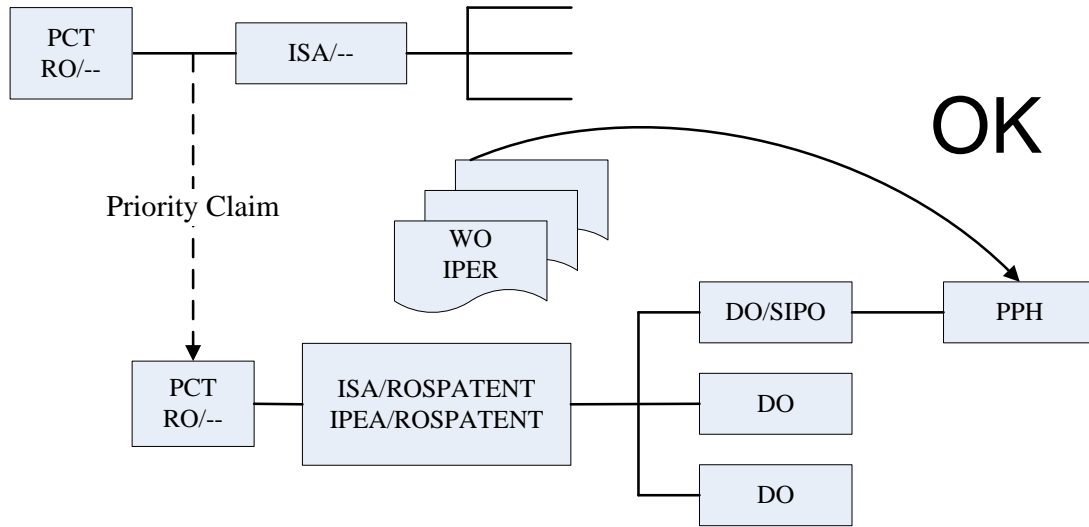 PCT
RO/--
ISA/--
OK
Priority Claim
WO
IPER
DO/SIPO
PPH
PCT
RO/--
ISA/ROSPATENT
IPEA/ROSPATENT
DO
DO